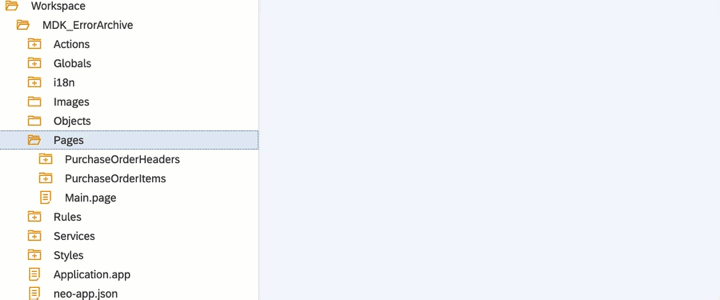 Workspace
MDK_ErrorArchive
Actions
Globals
i18n
Images
Objects
Pages
PurchaseOrderHeaders
PurchaseOrderItems
Main.page
Rules
Services
Styles
Application.app
neo-app.json